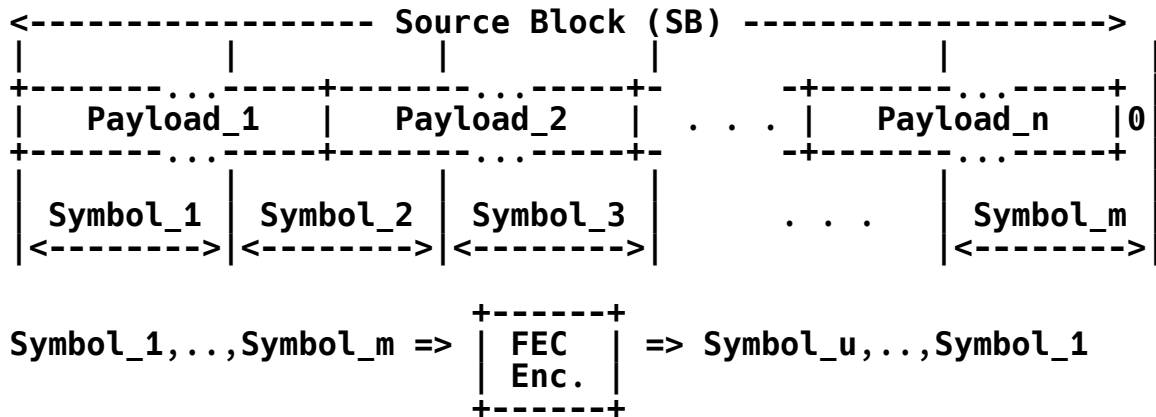 <------------------ Source Block (SB) ------------------->
|         |         |         |             |         |
+-------...-----+-------...-----+-      -+-------...-----+
|   Payload_1   |   Payload_2   |  . . . |   Payload_n   |0|
+-------...-----+-------...-----+-      -+-------...-----+
|         |         |                       |         |
| Symbol_1 | Symbol_2 | Symbol_3 |      . . .   | Symbol_m |
|<-------->|<-------->|<-------->|              |<-------->|
+------+
Symbol_1,..,Symbol_m => | FEC  | => Symbol_u,..,Symbol_1
| Enc. |
+------+